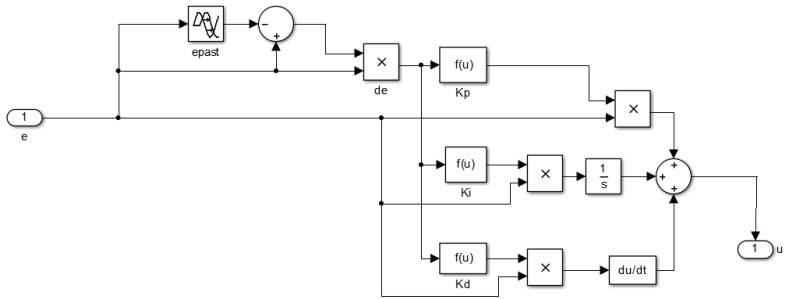 epast
−
+
×
de
f(u)
Kp
×
1
e
f(u)
Ki
×
1
s
+
+
+
1
u
f(u)
Kd
×
du/dt